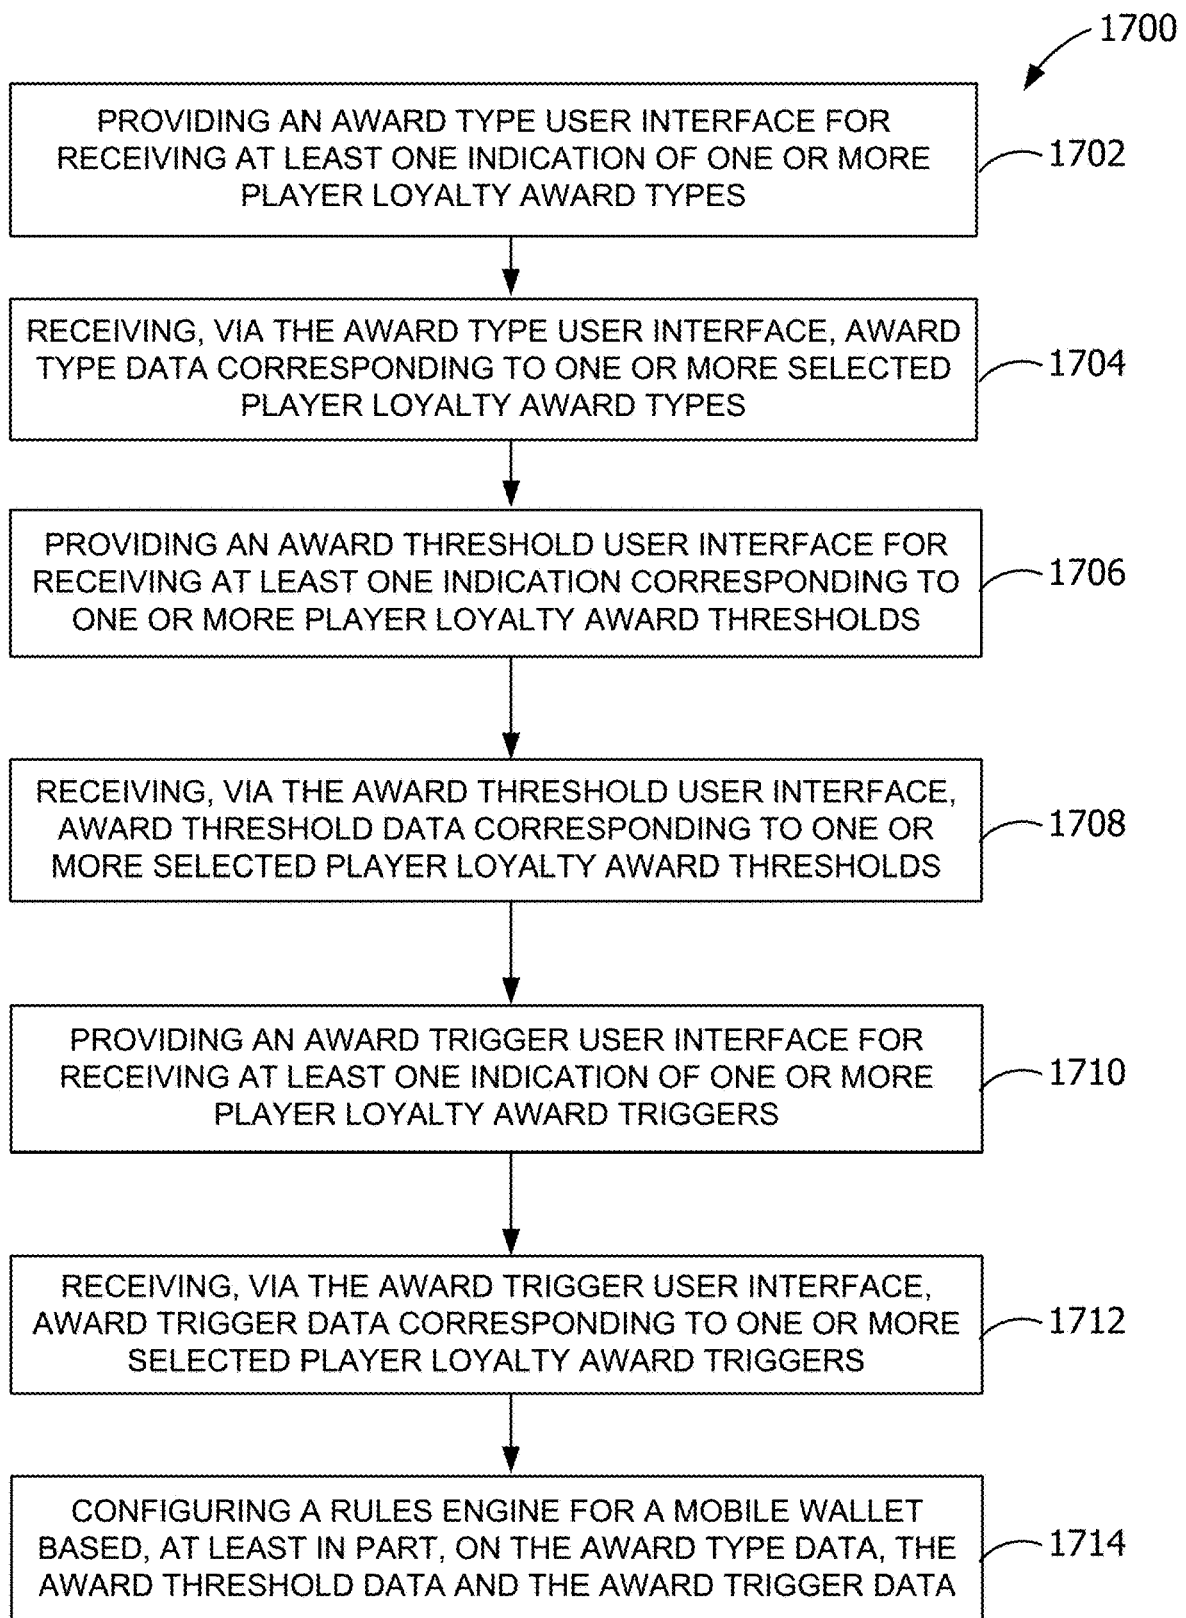 1700
PROVIDING AN AWARD TYPE USER INTERFACE FOR
RECEIVING AT LEAST ONE INDICATION OF ONE OR MORE
PLAYER LOYALTY AWARD TYPES
1702
RECEIVING, VIA THE AWARD TYPE USER INTERFACE, AWARD
TYPE DATA CORRESPONDING TO ONE OR MORE SELECTED
PLAYER LOYALTY AWARD TYPES
1704
PROVIDING AN AWARD THRESHOLD USER INTERFACE FOR
RECEIVING AT LEAST ONE INDICATION CORRESPONDING TO
ONE OR MORE PLAYER LOYALTY AWARD THRESHOLDS
1706
RECEIVING, VIA THE AWARD THRESHOLD USER INTERFACE,
AWARD THRESHOLD DATA CORRESPONDING TO ONE OR
MORE SELECTED PLAYER LOYALTY AWARD THRESHOLDS
1708
PROVIDING AN AWARD TRIGGER USER INTERFACE FOR
RECEIVING AT LEAST ONE INDICATION OF ONE OR MORE
PLAYER LOYALTY AWARD TRIGGERS
1710
RECEIVING, VIA THE AWARD TRIGGER USER INTERFACE,
AWARD TRIGGER DATA CORRESPONDING TO ONE OR MORE
SELECTED PLAYER LOYALTY AWARD TRIGGERS
1712
CONFIGURING A RULES ENGINE FOR A MOBILE WALLET
BASED, AT LEAST IN PART, ON THE AWARD TYPE DATA, THE
AWARD THRESHOLD DATA AND THE AWARD TRIGGER DATA
1714